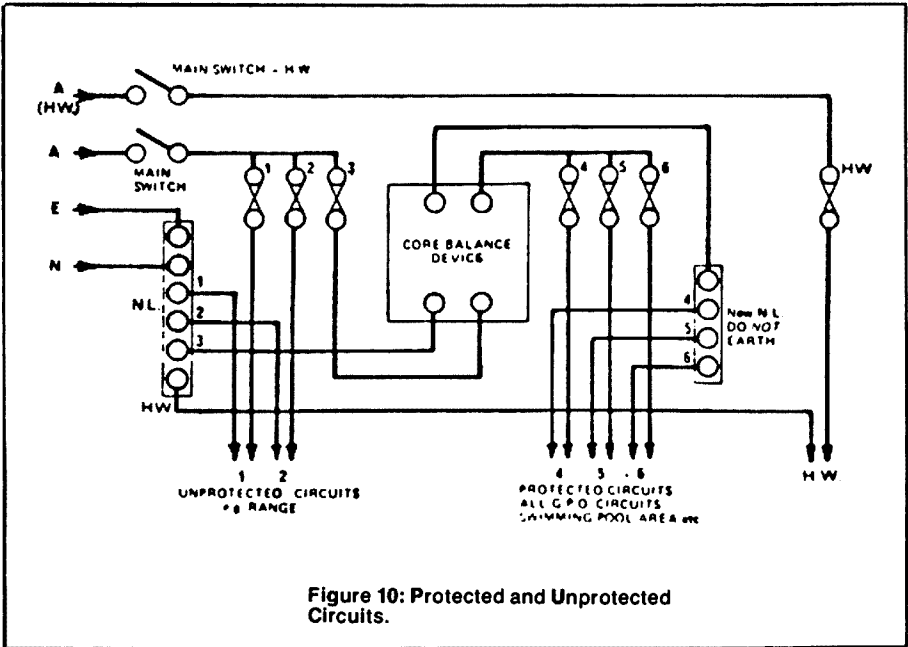 MAIN SWITCH - H.W
A
(HW)
A
MAIN
SWITCH
E
N
N.L.
1
2
3
HW
1 2 3
CORE BALANCE
DEVICE
4 5 6
HW
4
5
6
New N.L.
DO NOT
EARTH
1 2
UNPROTECTED CIRCUITS
e g RANGE
4 5 - 6
PROTECTED CIRCUITS
ALL G.P.O. CIRCUITS
SWIMMING POOL AREA etc
H.W.
Figure 10: Protected and Unprotected
Circuits.